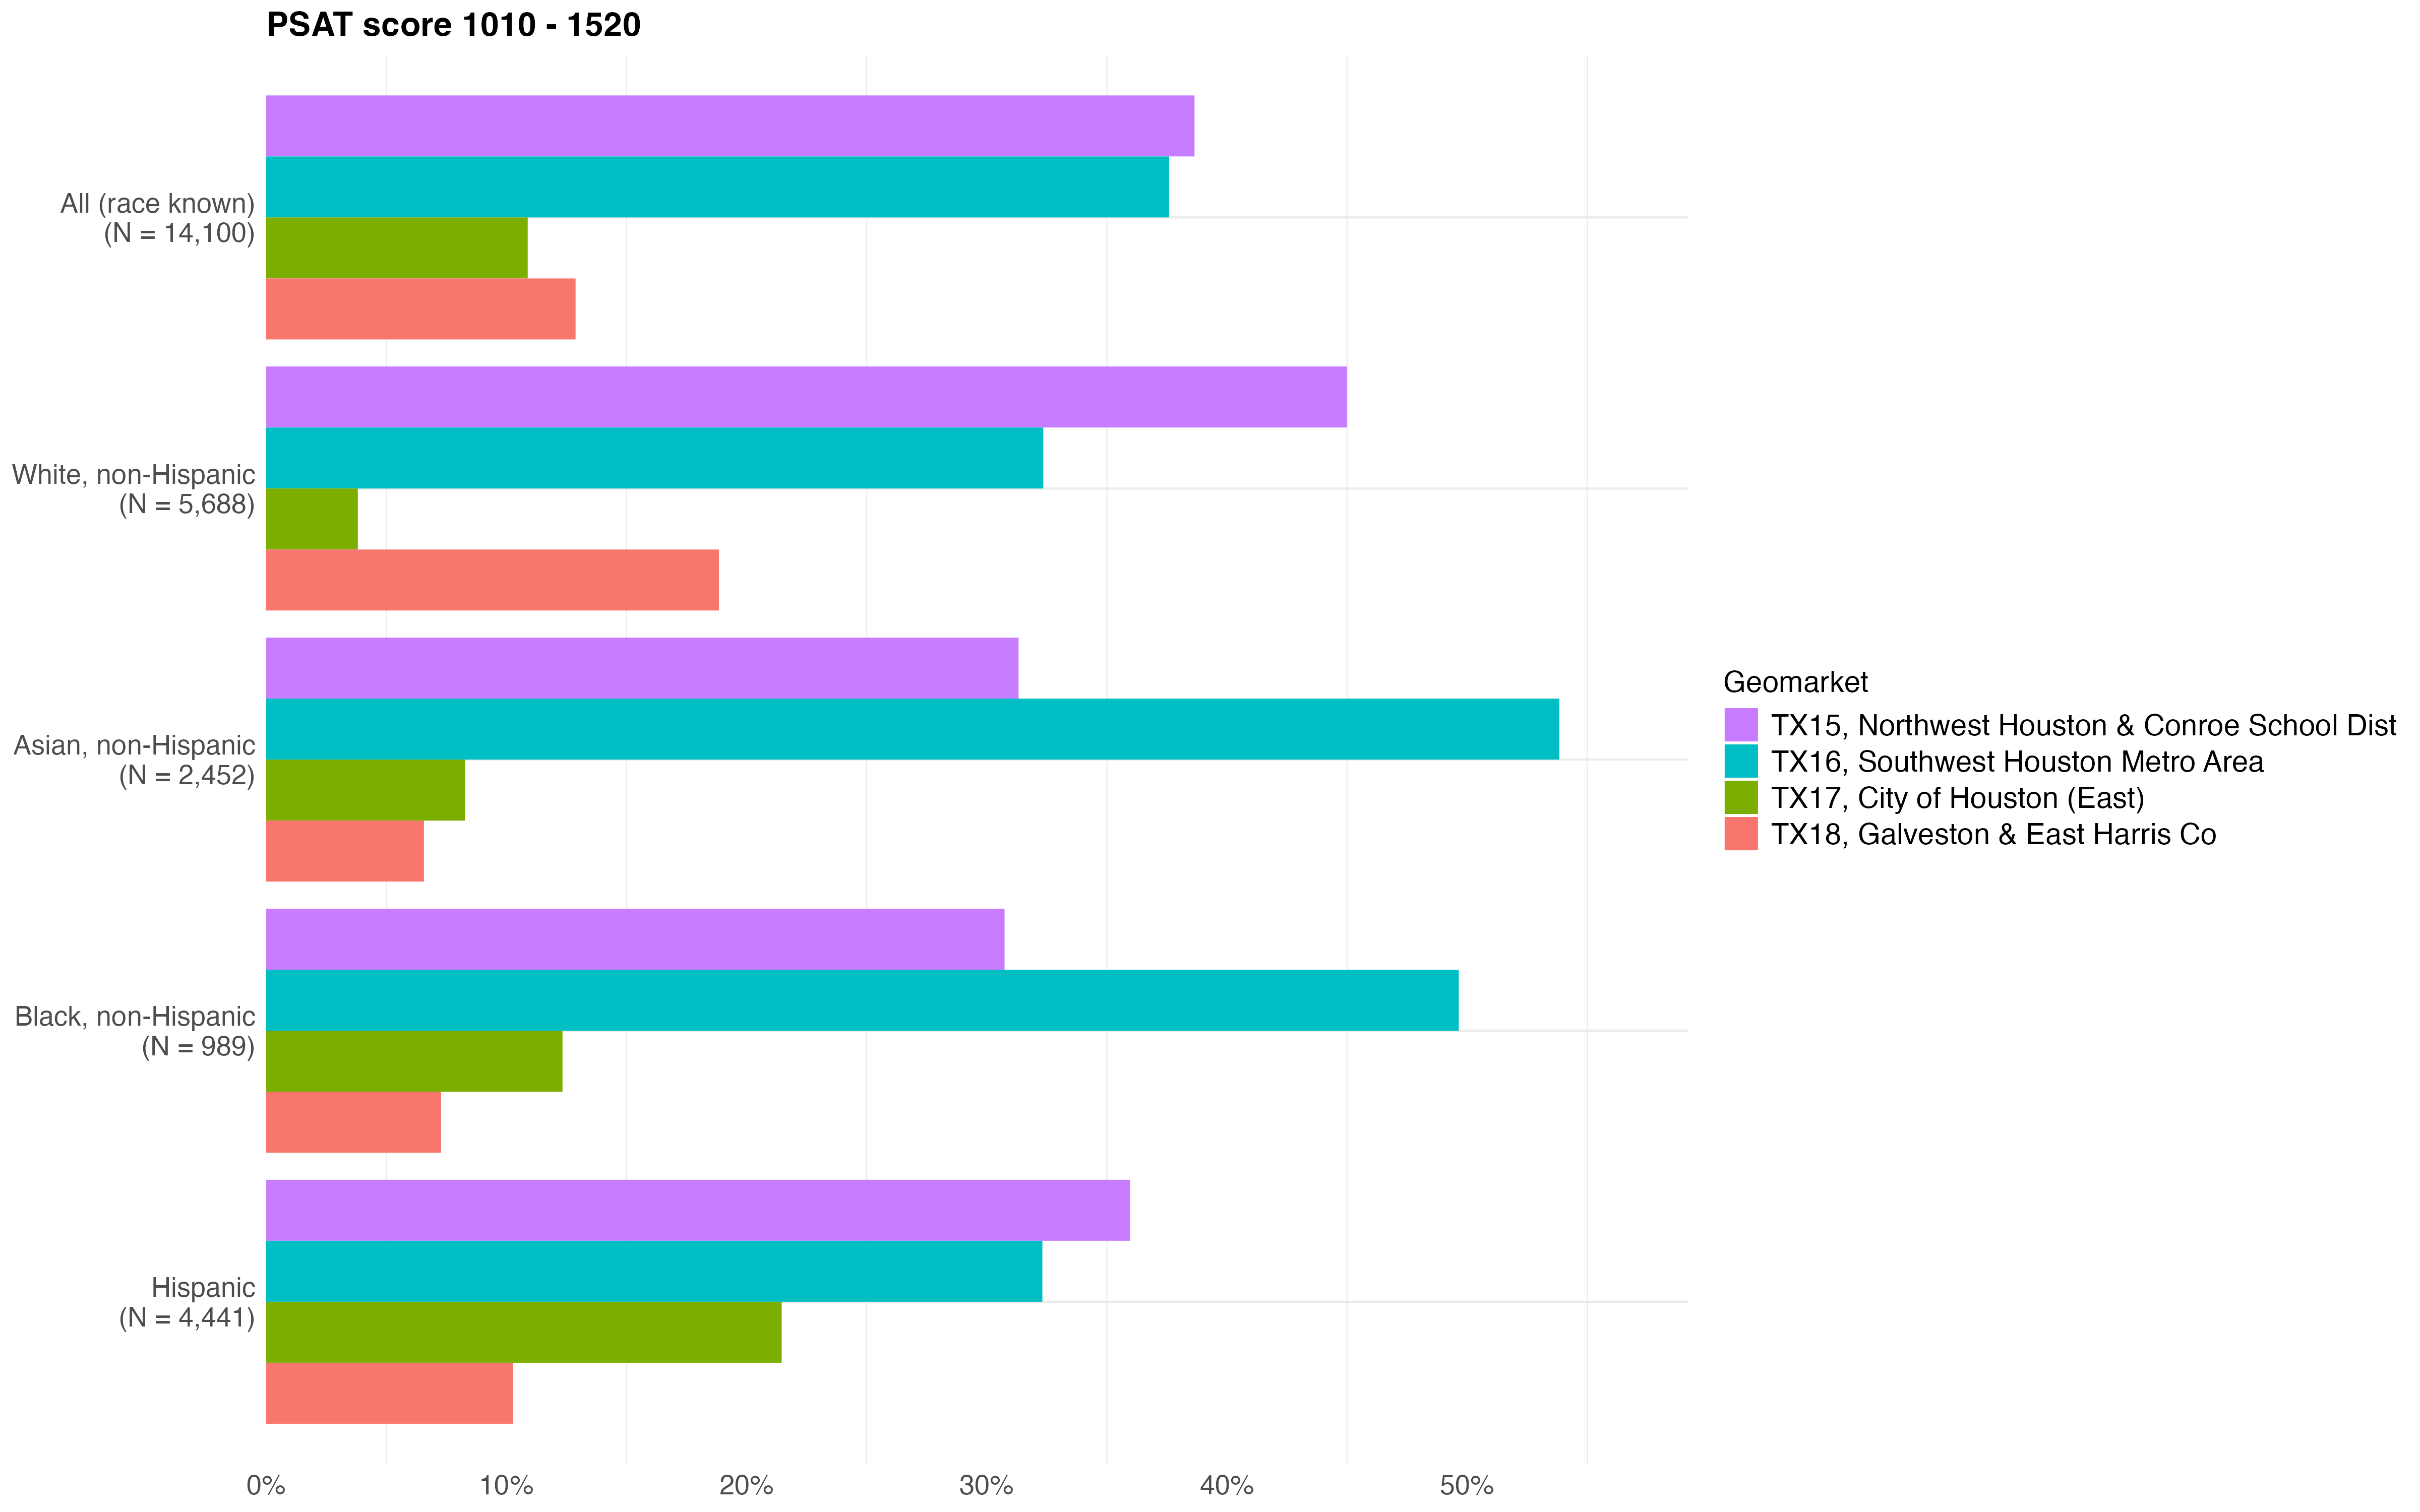 PSAT score 1010 - 1520
All (race known)
(N = 14,100)
White, non-Hispanic
(N = 5,688)
Asian, non-Hispanic
(N = 2,452)
Black, non-Hispanic
(N = 989)
Hispanic
(N = 4,441)
0%
10%
20%
30%
40%
50%
Geomarket
TX15, Northwest Houston & Conroe School Dist
TX16, Southwest Houston Metro Area
TX17, City of Houston (East)
TX18, Galveston & East Harris Co